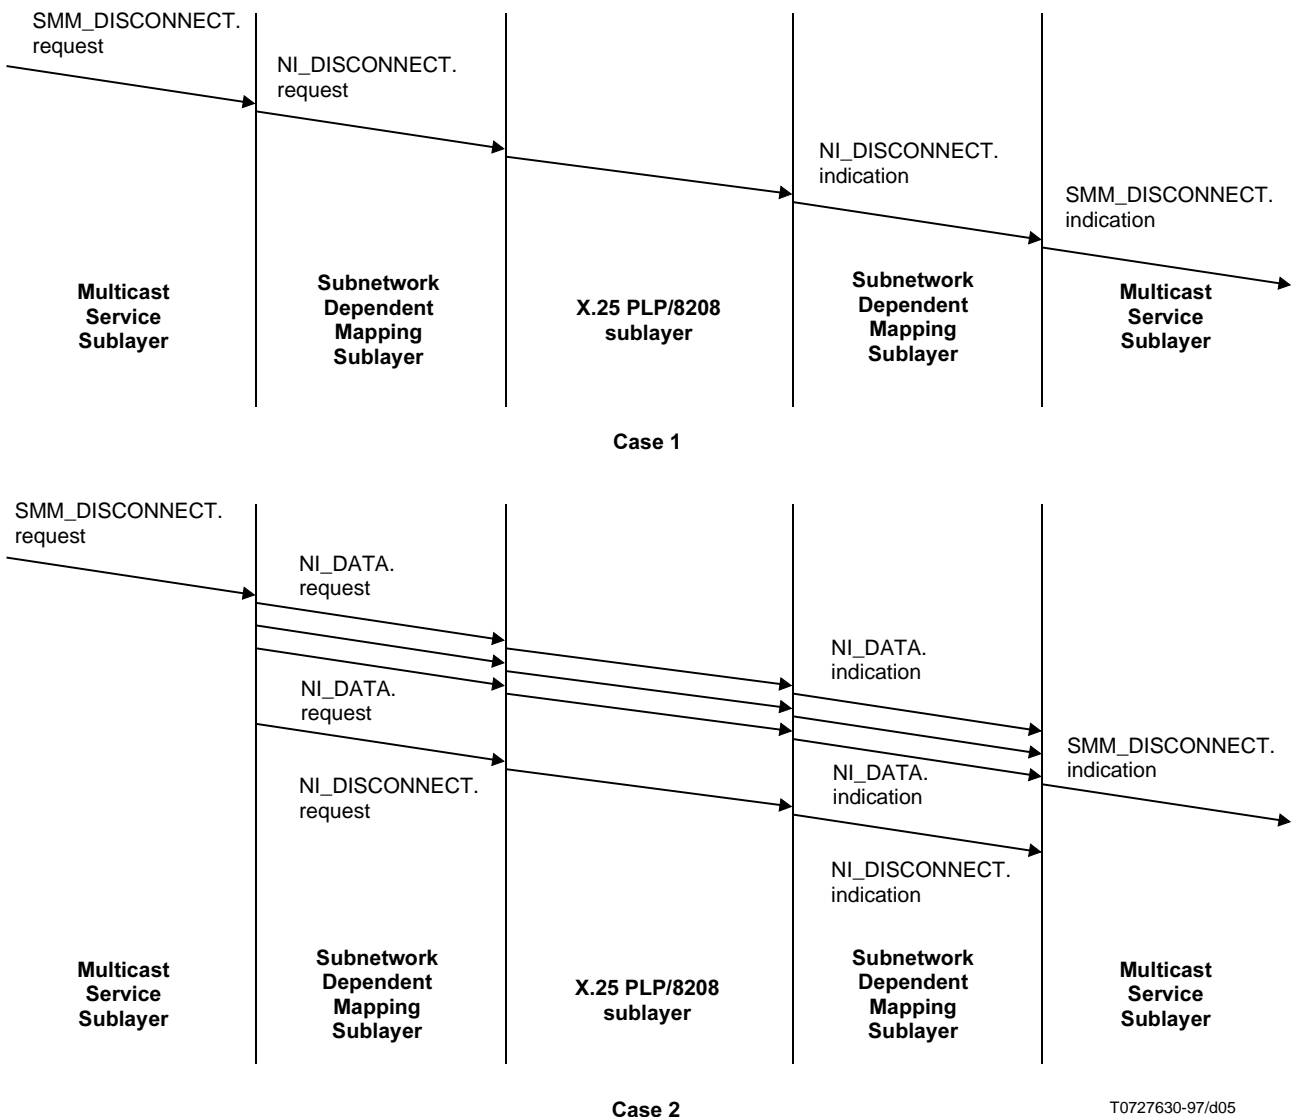 SMM_DISCONNECT.
request
NI_DISCONNECT.
request
NI_DISCONNECT.
indication
SMM_DISCONNECT.
indication
Multicast
Service
Sublayer
Subnetwork
Dependent
Mapping
Sublayer
X.25 PLP/8208
sublayer
Subnetwork
Dependent
Mapping
Sublayer
Multicast
Service
Sublayer
Case 1
SMM_DISCONNECT.
request
NI_DATA.
request
NI_DATA.
request
NI_DISCONNECT.
request
NI_DATA.
indication
NI_DATA.
indication
NI_DISCONNECT.
indication
SMM_DISCONNECT.
indication
Multicast
Service
Sublayer
Subnetwork
Dependent
Mapping
Sublayer
X.25 PLP/8208
sublayer
Subnetwork
Dependent
Mapping
Sublayer
Multicast
Service
Sublayer
Case 2
T0727630-97/d05